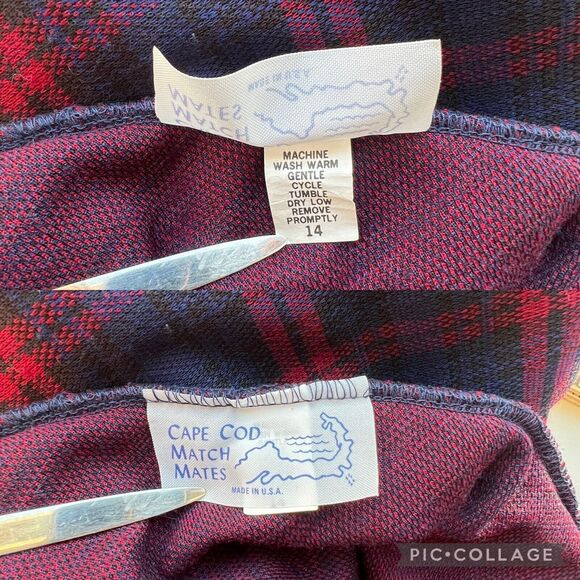 MACHINE
WASH WARM
GENTLE
CYCLE
TUMBLE
DRY LOW
REMOVE
PROMPTLY
14
CAPE COD
MATCH
MATES
MADE IN U.S.A.
PIC•COLLAGE